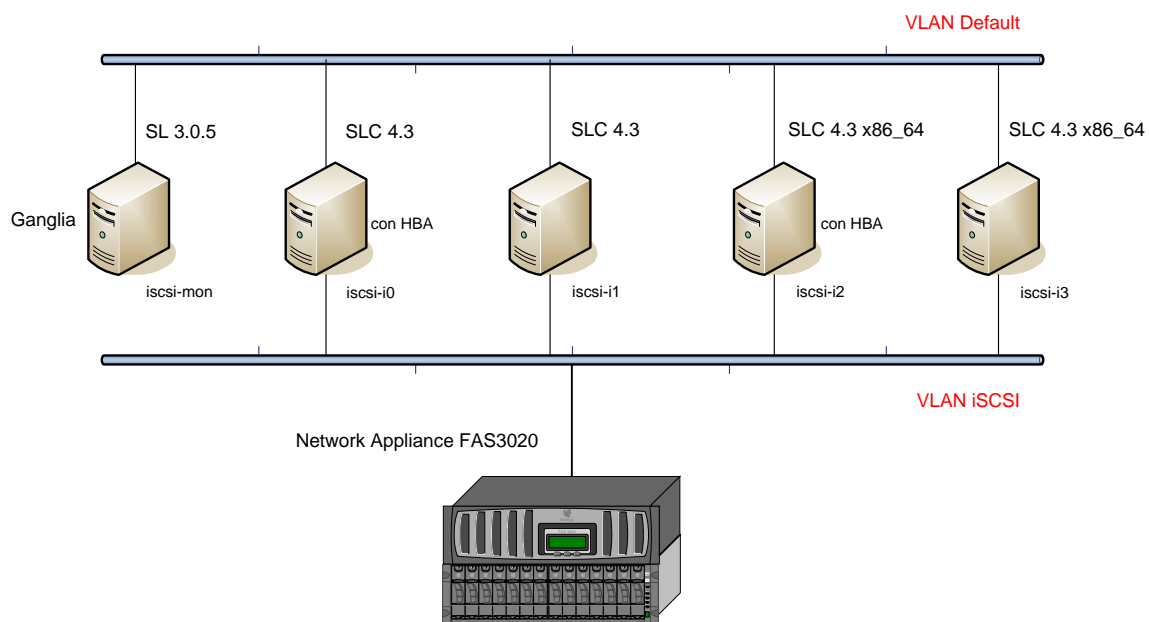 VLAN Default
SL 3.0.5
SLC 4.3
SLC 4.3
SLC 4.3 x86_64
SLC 4.3 x86_64
Ganglia
con HBA
con HBA
iscsi-mon
iscsi-i0
iscsi-i1
iscsi-i2
iscsi-i3
VLAN iSCSI
Network Appliance FAS3020